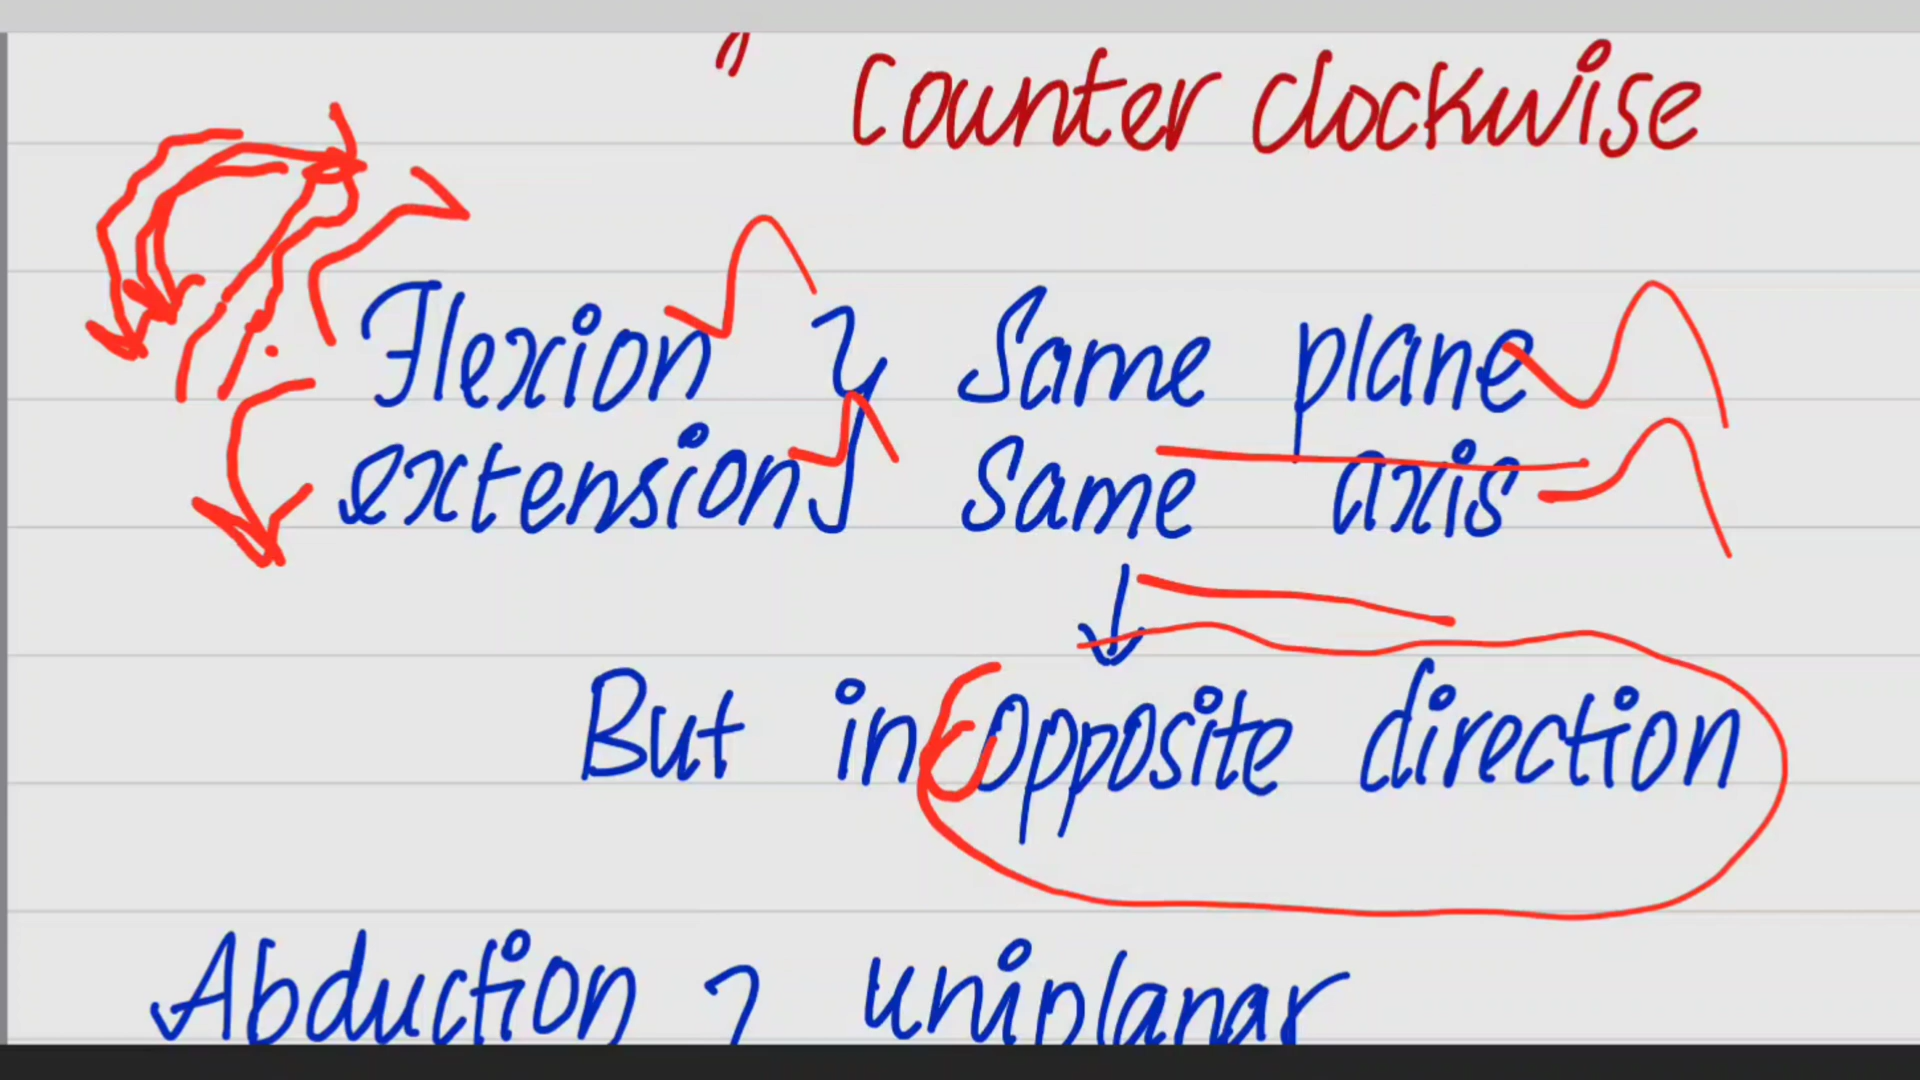 " Counter clockwise
Flexion } Same plane
extension } Same axis
↓
But in opposite direction
Abduction } uniplanar